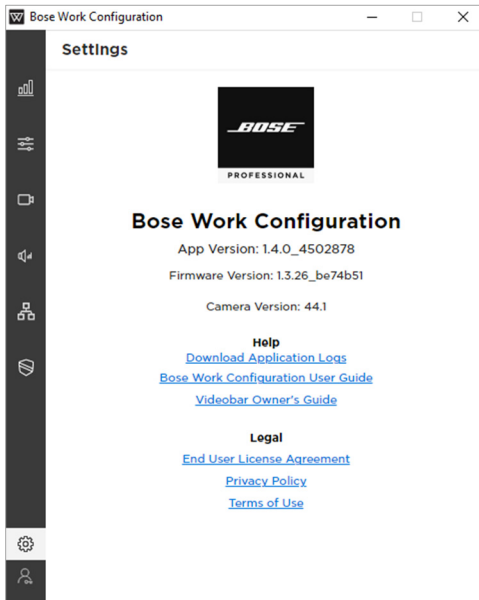 Bose Work Configuration
Settings
BOSE
PROFESSIONAL
Bose Work Configuration
App Version: 1.4.0_4502878
Firmware Version: 1.3.26_be74b51
Camera Version: 44.1
Help
Download Application Logs
Bose Work Configuration User Guide
Videobar Owner's Guide
Legal
End User License Agreement
Privacy Policy
Terms of Use